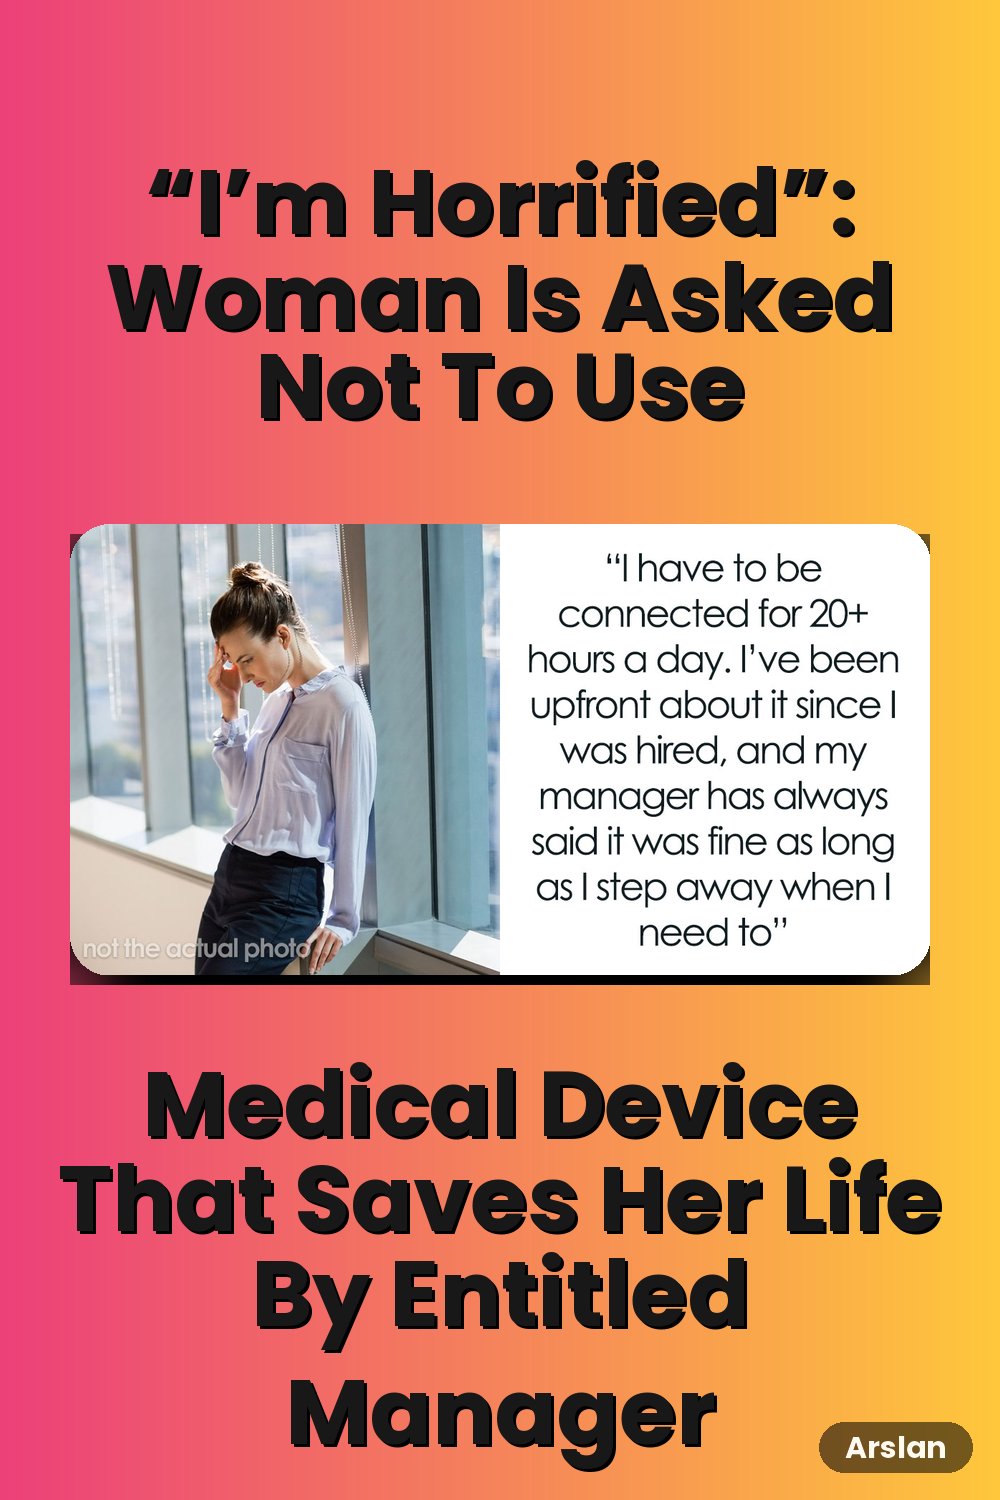 “I’m Horrified”:
Woman Is Asked
Not To Use
“I have to be
connected for 20+
hours a day. I’ve been
upfront about it since I
was hired, and my
manager has always
said it was fine as long
as I step away when I
need to”
not the actual photo
Medical Device
That Saves Her Life
By Entitled
Manager
Arslan